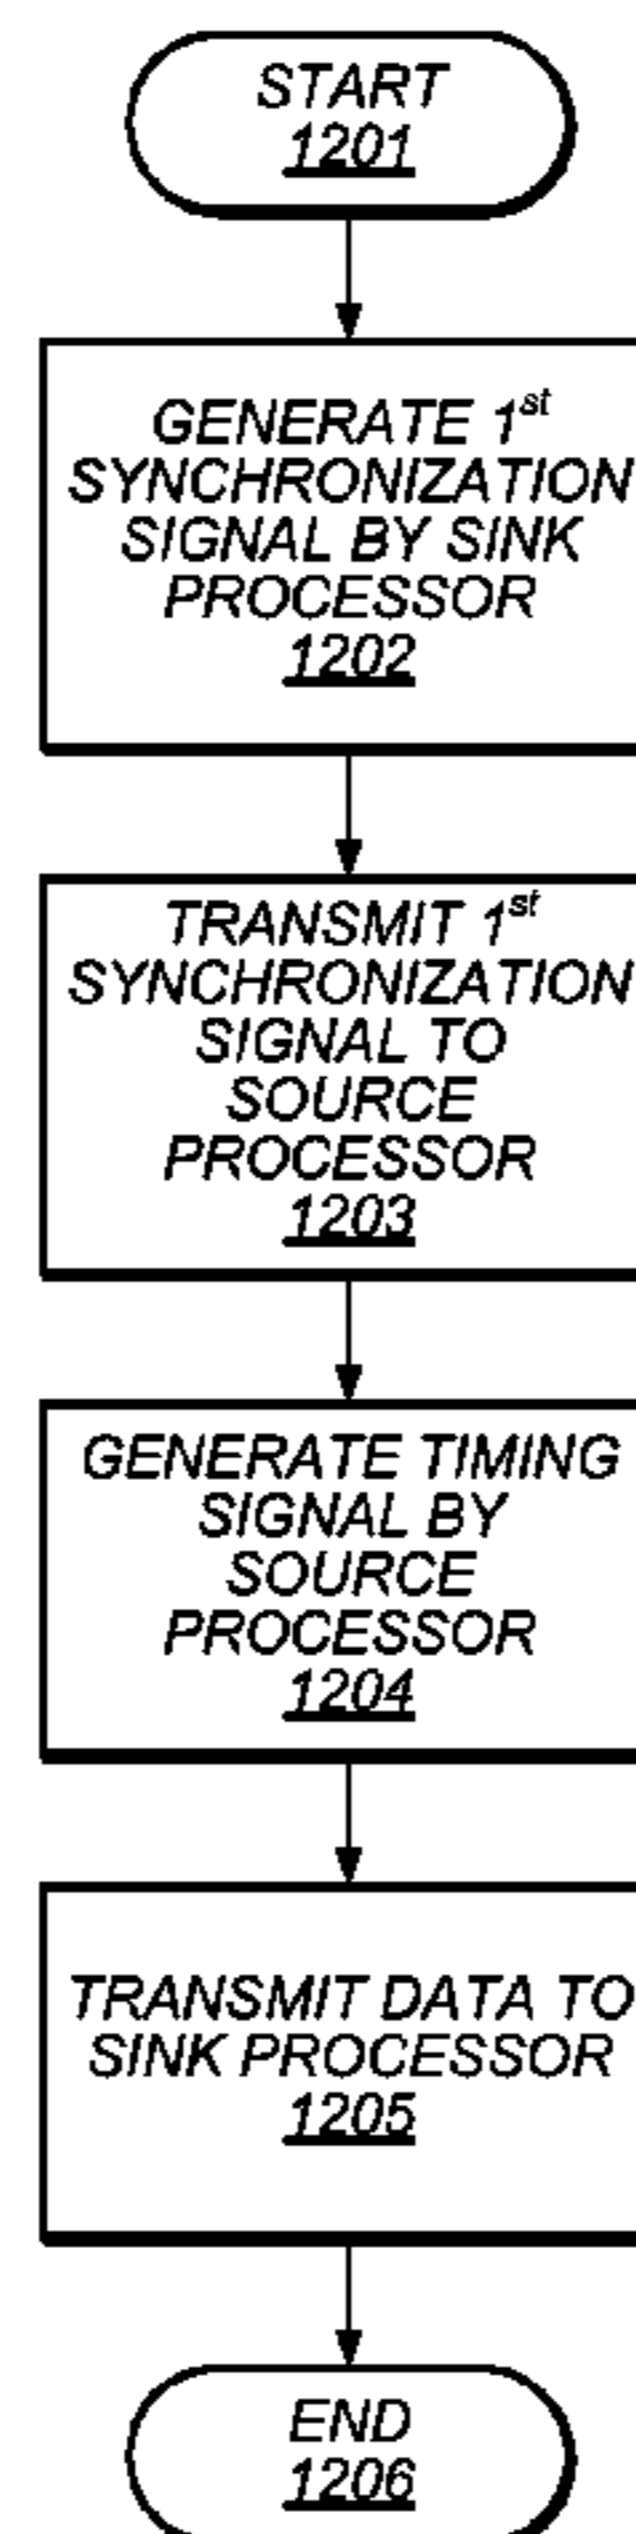 START
1201
GENERATE 1st
SYNCHRONIZATION
SIGNAL BY SINK
PROCESSOR
1202
TRANSMIT 1st
SYNCHRONIZATION
SIGNAL TO
SOURCE
PROCESSOR
1203
GENERATE TIMING
SIGNAL BY
SOURCE
PROCESSOR
1204
TRANSMIT DATA TO
SINK PROCESSOR
1205
END
1206